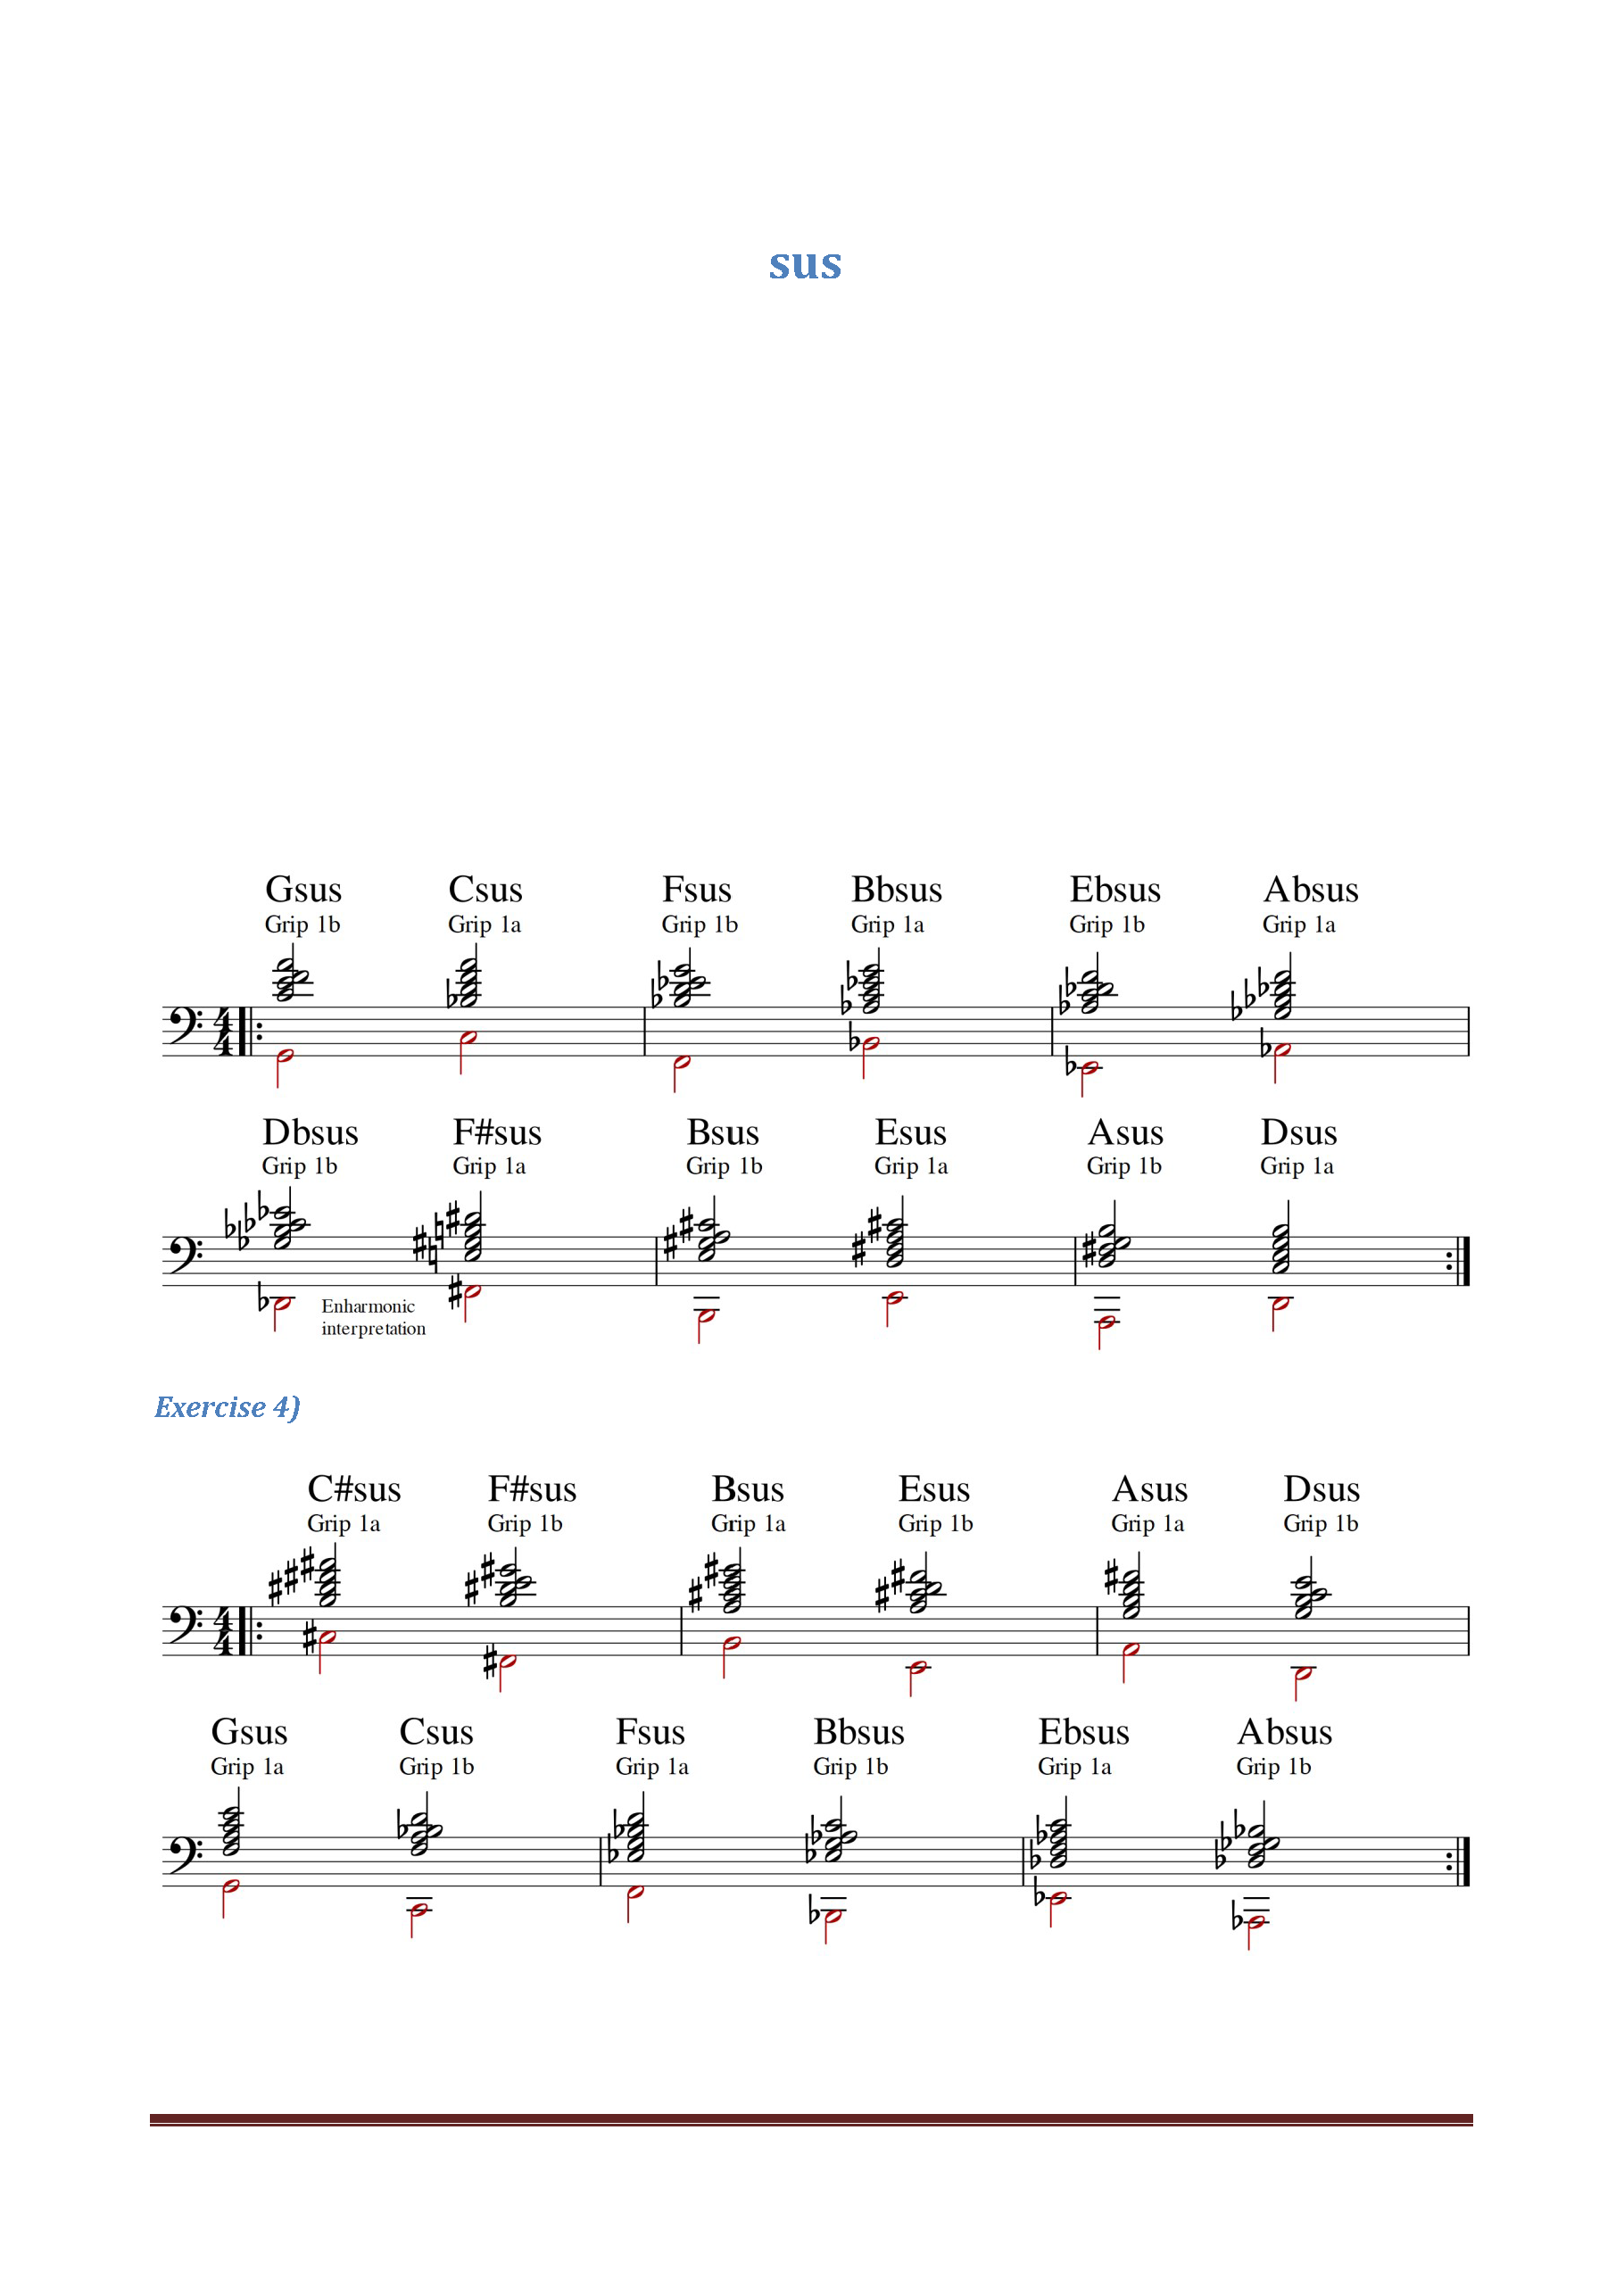 sus
Gsus Csus Fsus Bbsus Ebsus Absus
Grip 1b Grip 1a Grip 1b Grip 1a Grip 1b Grip 1a
4
4
Dbsus F#sus Bsus Esus Asus Dsus
Grip 1b Grip 1a Grip 1b Grip 1a Grip 1b Grip 1a
Enharmonic
interpretation
Exercise 4)
C#sus F#sus Bsus Esus Asus Dsus
Grip 1a Grip 1b Grip 1a Grip 1b Grip 1a Grip 1b
4
4
Gsus Csus Fsus Bbsus Ebsus Absus
Grip 1a Grip 1b Grip 1a Grip 1b Grip 1a Grip 1b